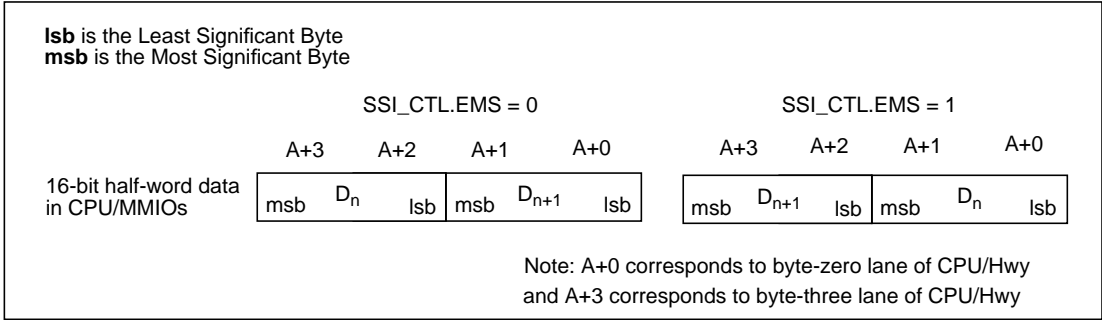 lsb is the Least Significant Byte
msb is the Most Significant Byte
SSI_CTL.EMS = 0 SSI_CTL.EMS = 1
A+3 A+2 A+1 A+0 A+3 A+2 A+1 A+0
16-bit half-word data
in CPU/MMIOs
msb Dn lsb msb Dn+1 lsb msb Dn+1 lsb msb Dn lsb
Note: A+0 corresponds to byte-zero lane of CPU/Hwy
and A+3 corresponds to byte-three lane of CPU/Hwy